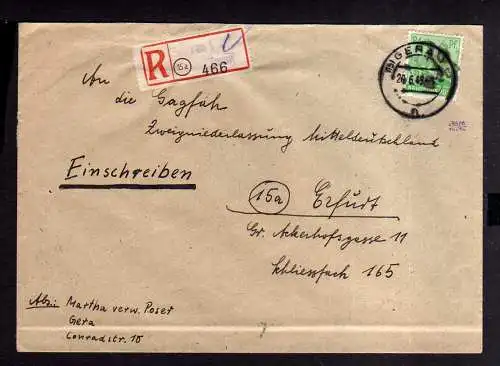 R
15a
466
GERA
26.6.48
n
An
die Gagfah
Zweigniederlassung Mitteldeutschland
Einschreiben
15a Erfurt
Gr. Ackerhofsgasse 11
Schliessfach 165
Abs.: Martha verw. Poser
Gera
Conradstr. 10